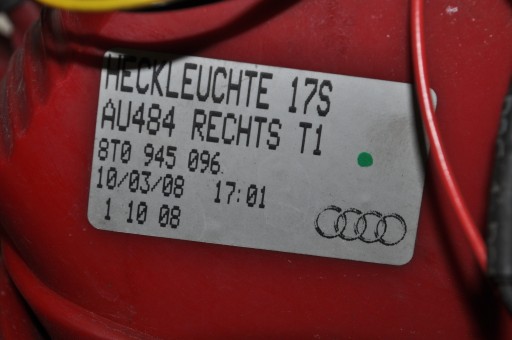 HECKLEUCHTE 17S
AU484 RECHTS T1
8T0 945 096
10/03/08 17:01
1 10 08